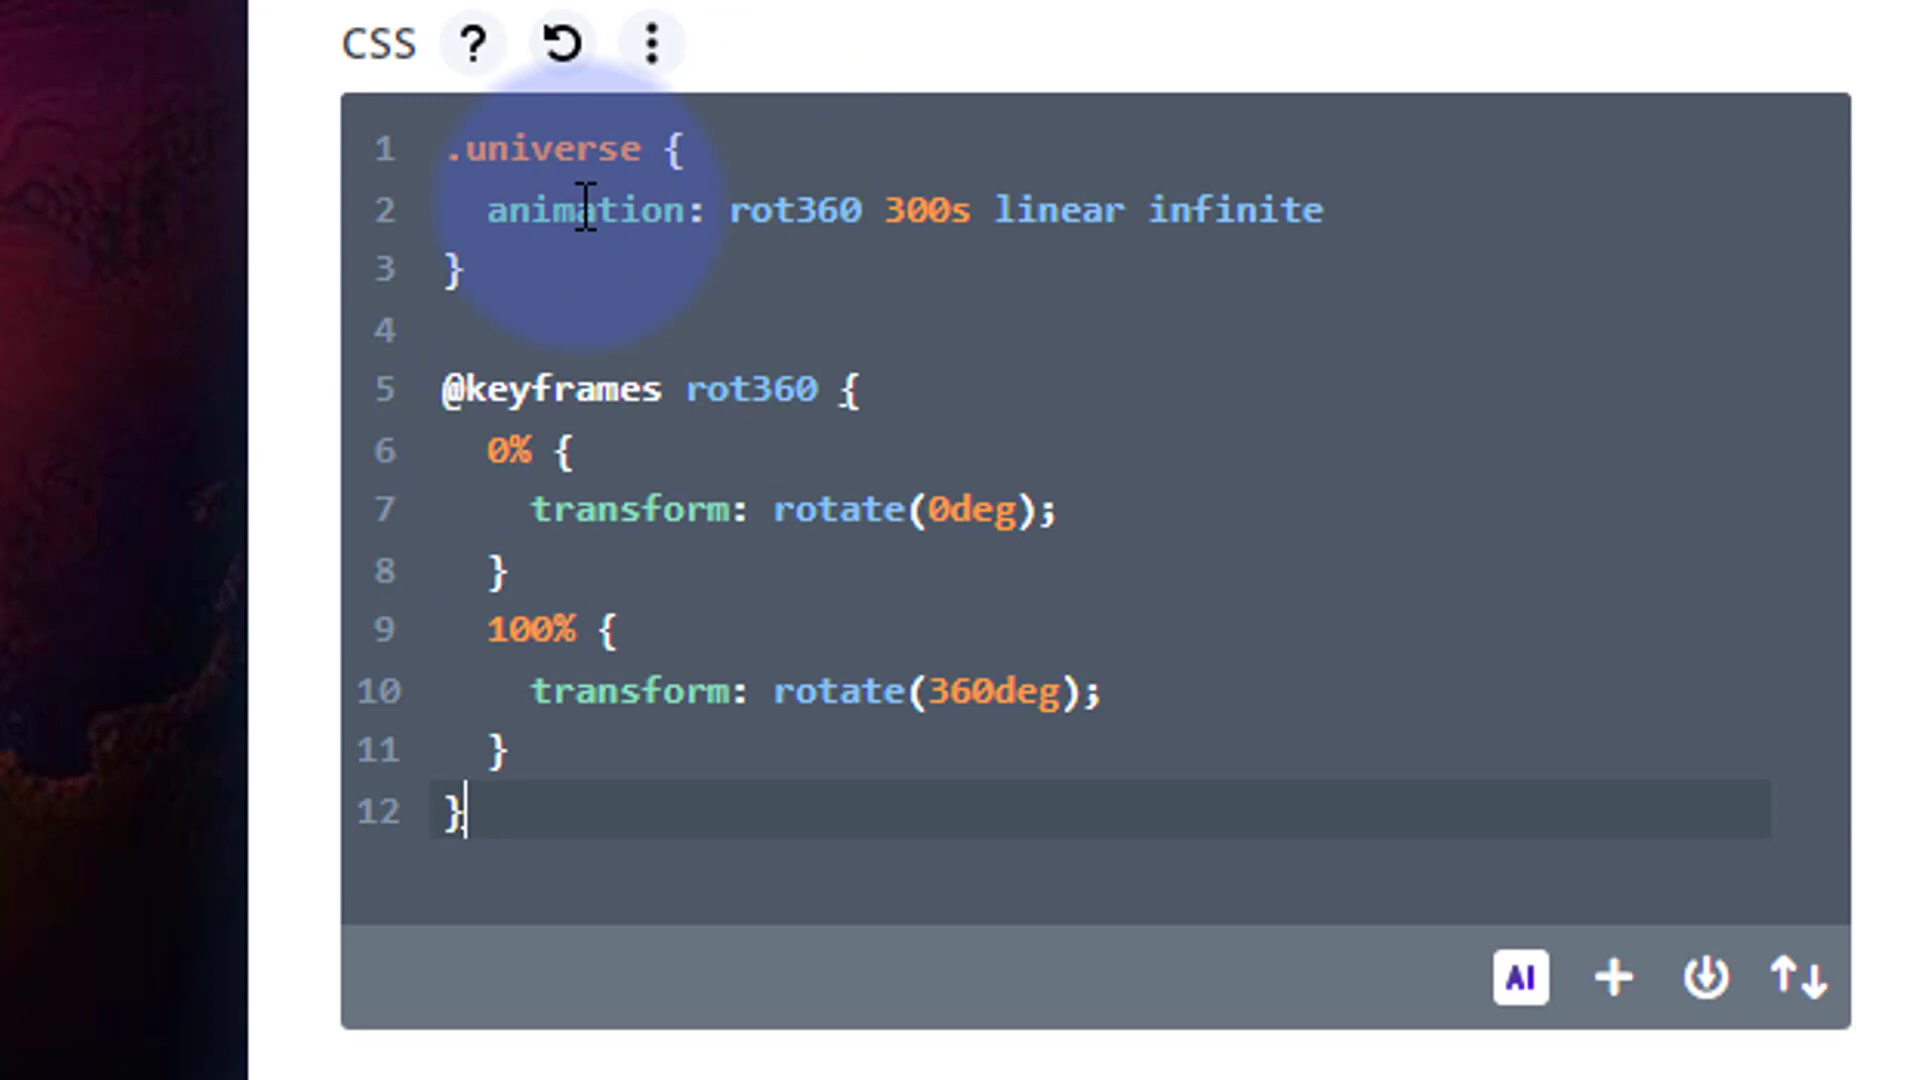 CSS ?
1 .universe {
2 animation: rot360 300s linear infinite
3 }
4
5 @keyframes rot360 {
6 0% {
7 transform: rotate(0deg);
8 }
9 100% {
10 transform: rotate(360deg);
11 }
12 }
AI